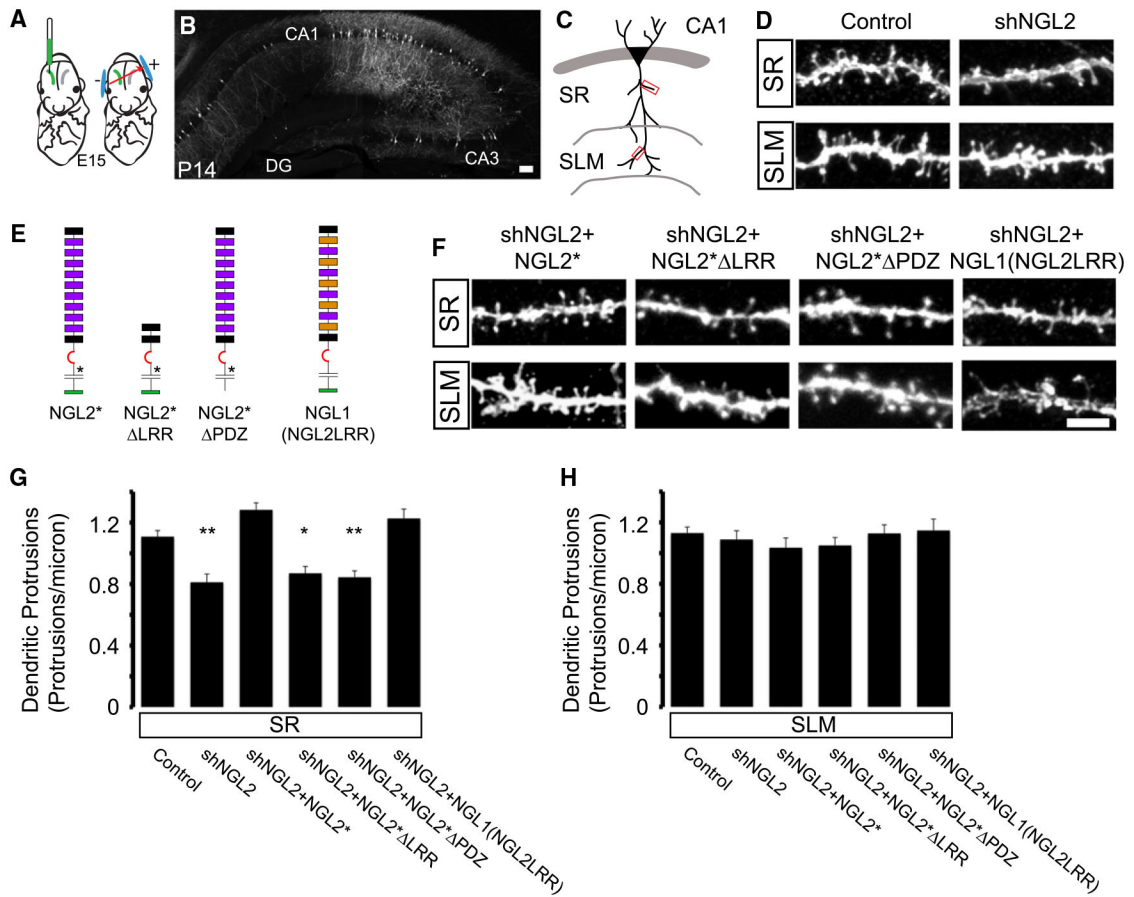 A
- +
E15
B
CA1
P14
DG
CA3
C
CA1
SR
SLM
D
Control
shNGL2
SR
SLM
E
*
*
*
NGL2*
NGL2*
ΔLRR
NGL2*
ΔPDZ
NGL1
(NGL2LRR)
F
shNGL2+
NGL2*
shNGL2+
NGL2*ΔLRR
shNGL2+
NGL2*ΔPDZ
shNGL2+
NGL1(NGL2LRR)
SR
SLM
G
Dendritic Protrusions
(Protrusions/micron)
1.2
0.8
0.4
0
**
*
**
SR
Control
shNGL2
shNGL2+NGL2*
shNGL2+NGL2*ΔLRR
shNGL2+NGL2*ΔPDZ
shNGL2+NGL1(NGL2LRR)
H
Dendritic Protrusions
(Protrusions/micron)
1.2
0.8
0.4
0
SLM
Control
shNGL2
shNGL2+NGL2*
shNGL2+NGL2*ΔLRR
shNGL2+NGL2*ΔPDZ
shNGL2+NGL1(NGL2LRR)